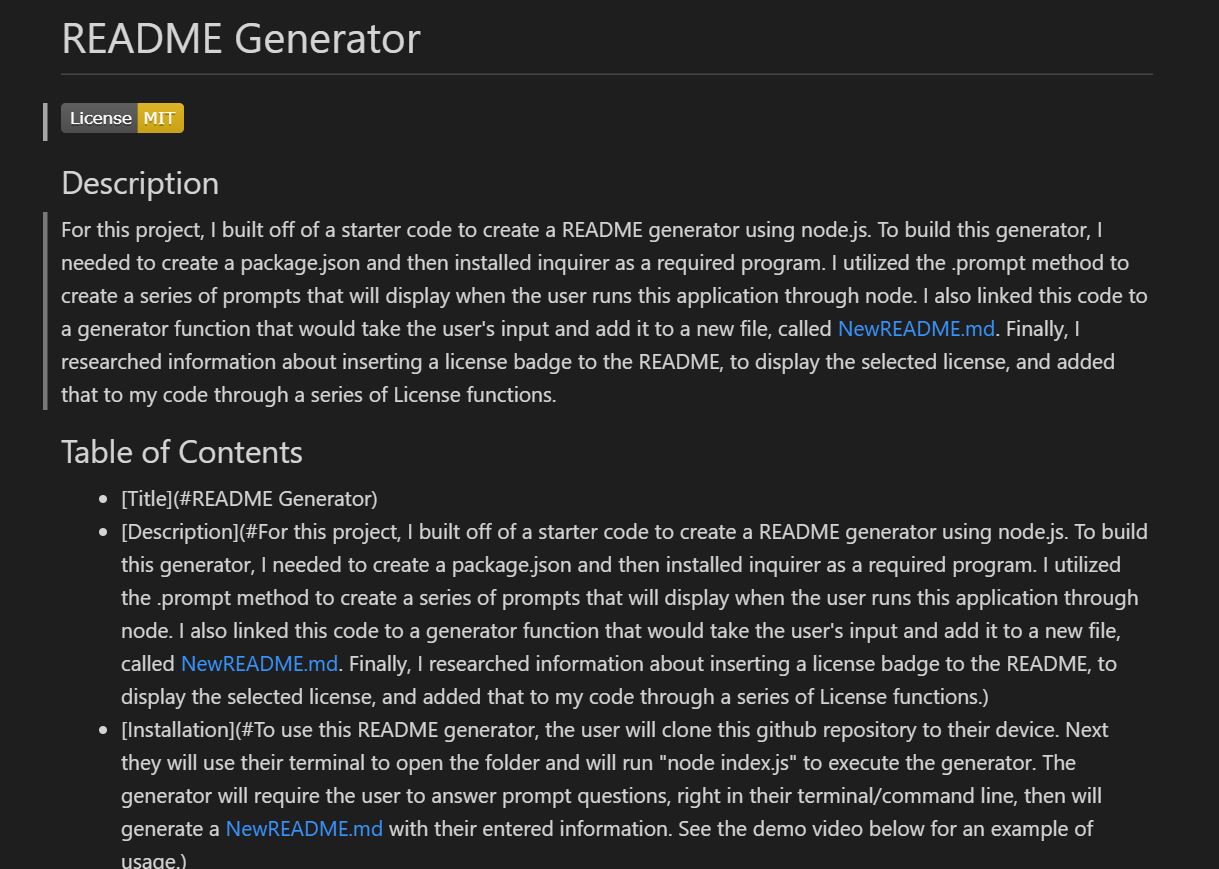 README Generator
License MIT
Description
For this project, I built off of a starter code to create a README generator using node.js. To build this generator, I
needed to create a package.json and then installed inquirer as a required program. I utilized the .prompt method to
create a series of prompts that will display when the user runs this application through node. I also linked this code to
a generator function that would take the user's input and add it to a new file, called NewREADME.md. Finally, I
researched information about inserting a license badge to the README, to display the selected license, and added
that to my code through a series of License functions.
Table of Contents
• [Title](#README Generator)
• [Description](#For this project, I built off of a starter code to create a README generator using node.js. To build
this generator, I needed to create a package.json and then installed inquirer as a required program. I utilized
the .prompt method to create a series of prompts that will display when the user runs this application through
node. I also linked this code to a generator function that would take the user's input and add it to a new file,
called NewREADME.md. Finally, I researched information about inserting a license badge to the README, to
display the selected license, and added that to my code through a series of License functions.)
• [Installation](#To use this README generator, the user will clone this github repository to their device. Next
they will use their terminal to open the folder and will run "node index.js" to execute the generator. The
generator will require the user to answer prompt questions, right in their terminal/command line, then will
generate a NewREADME.md with their entered information. See the demo video below for an example of
usage.)